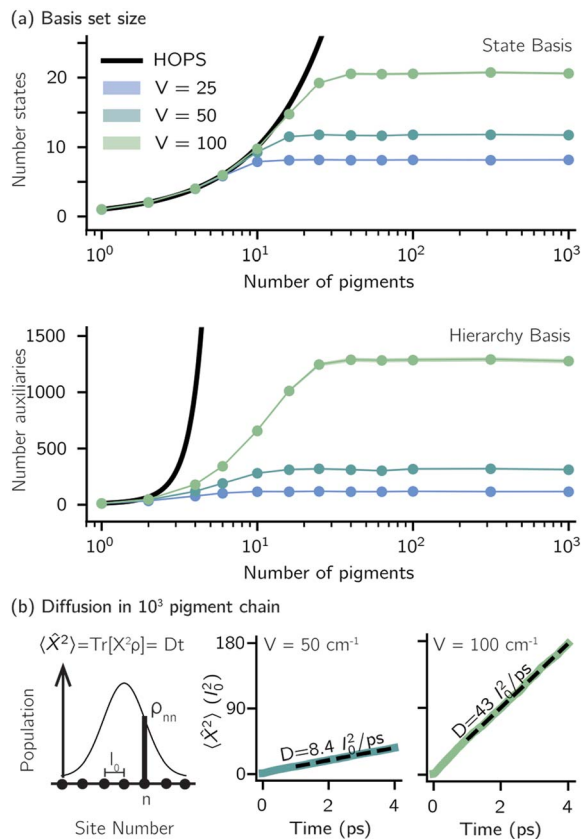 (a) Basis set size
HOPS
V = 25
V = 50
V = 100
State Basis
Number states
20
10
0
10⁰ 10¹ 10² 10³
Number of pigments
Hierarchy Basis
Number auxiliaries
1500
1000
500
0
10⁰ 10¹ 10² 10³
Number of pigments
(b) Diffusion in 10³ pigment chain
⟨X̂²⟩=Tr[X²ρ]= Dt
Population
ρₙₙ
l₀
n
Site Number
V = 50 cm⁻¹
⟨X̂²⟩ (l₀²)
180
90
0
D=8.4 l₀²/ps
0 2 4
Time (ps)
V = 100 cm⁻¹
D=43 l₀²/ps
0 2 4
Time (ps)